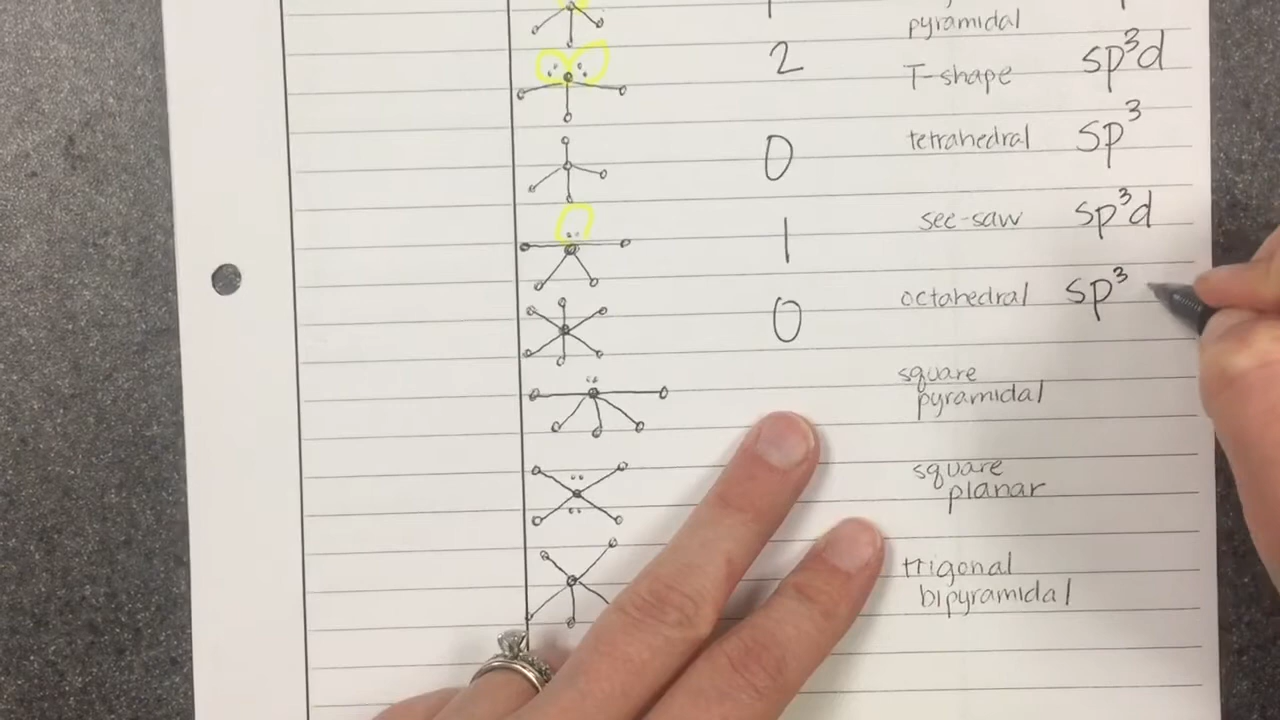 pyramidal
2 T-shape sp³d
0 tetrahedral sp³
1 see-saw sp³d
0 octahedral sp³
square
pyramidal
square
planar
trigonal
bipyramidal